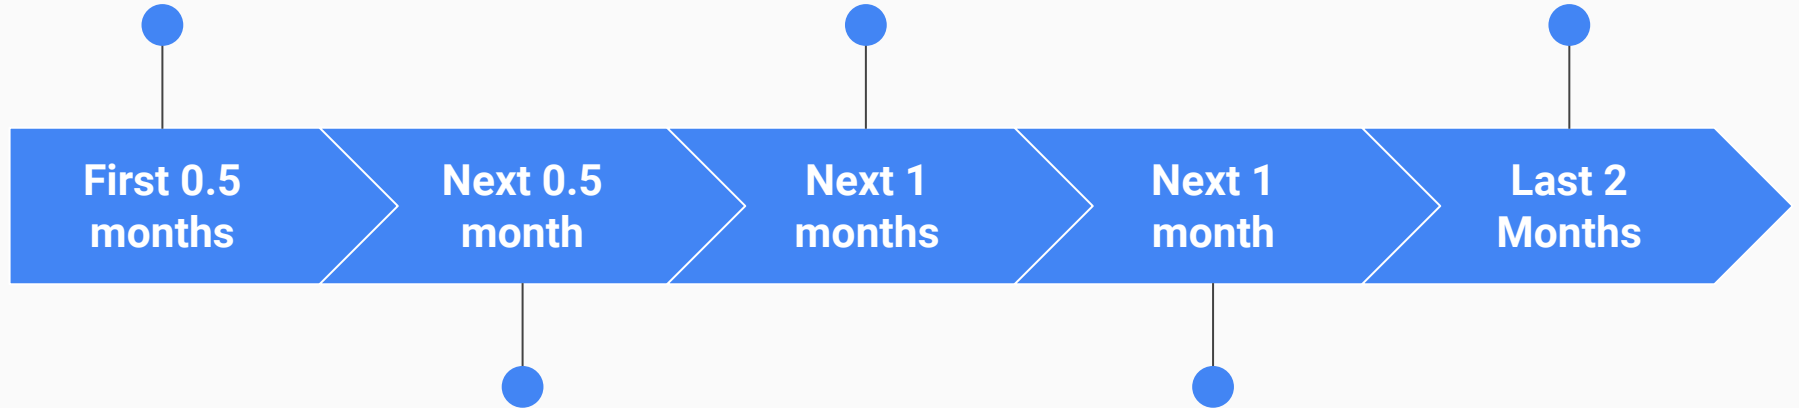 First 0.5
months
Next 0.5
month
Next 1
months
Next 1
month
Last 2
Months